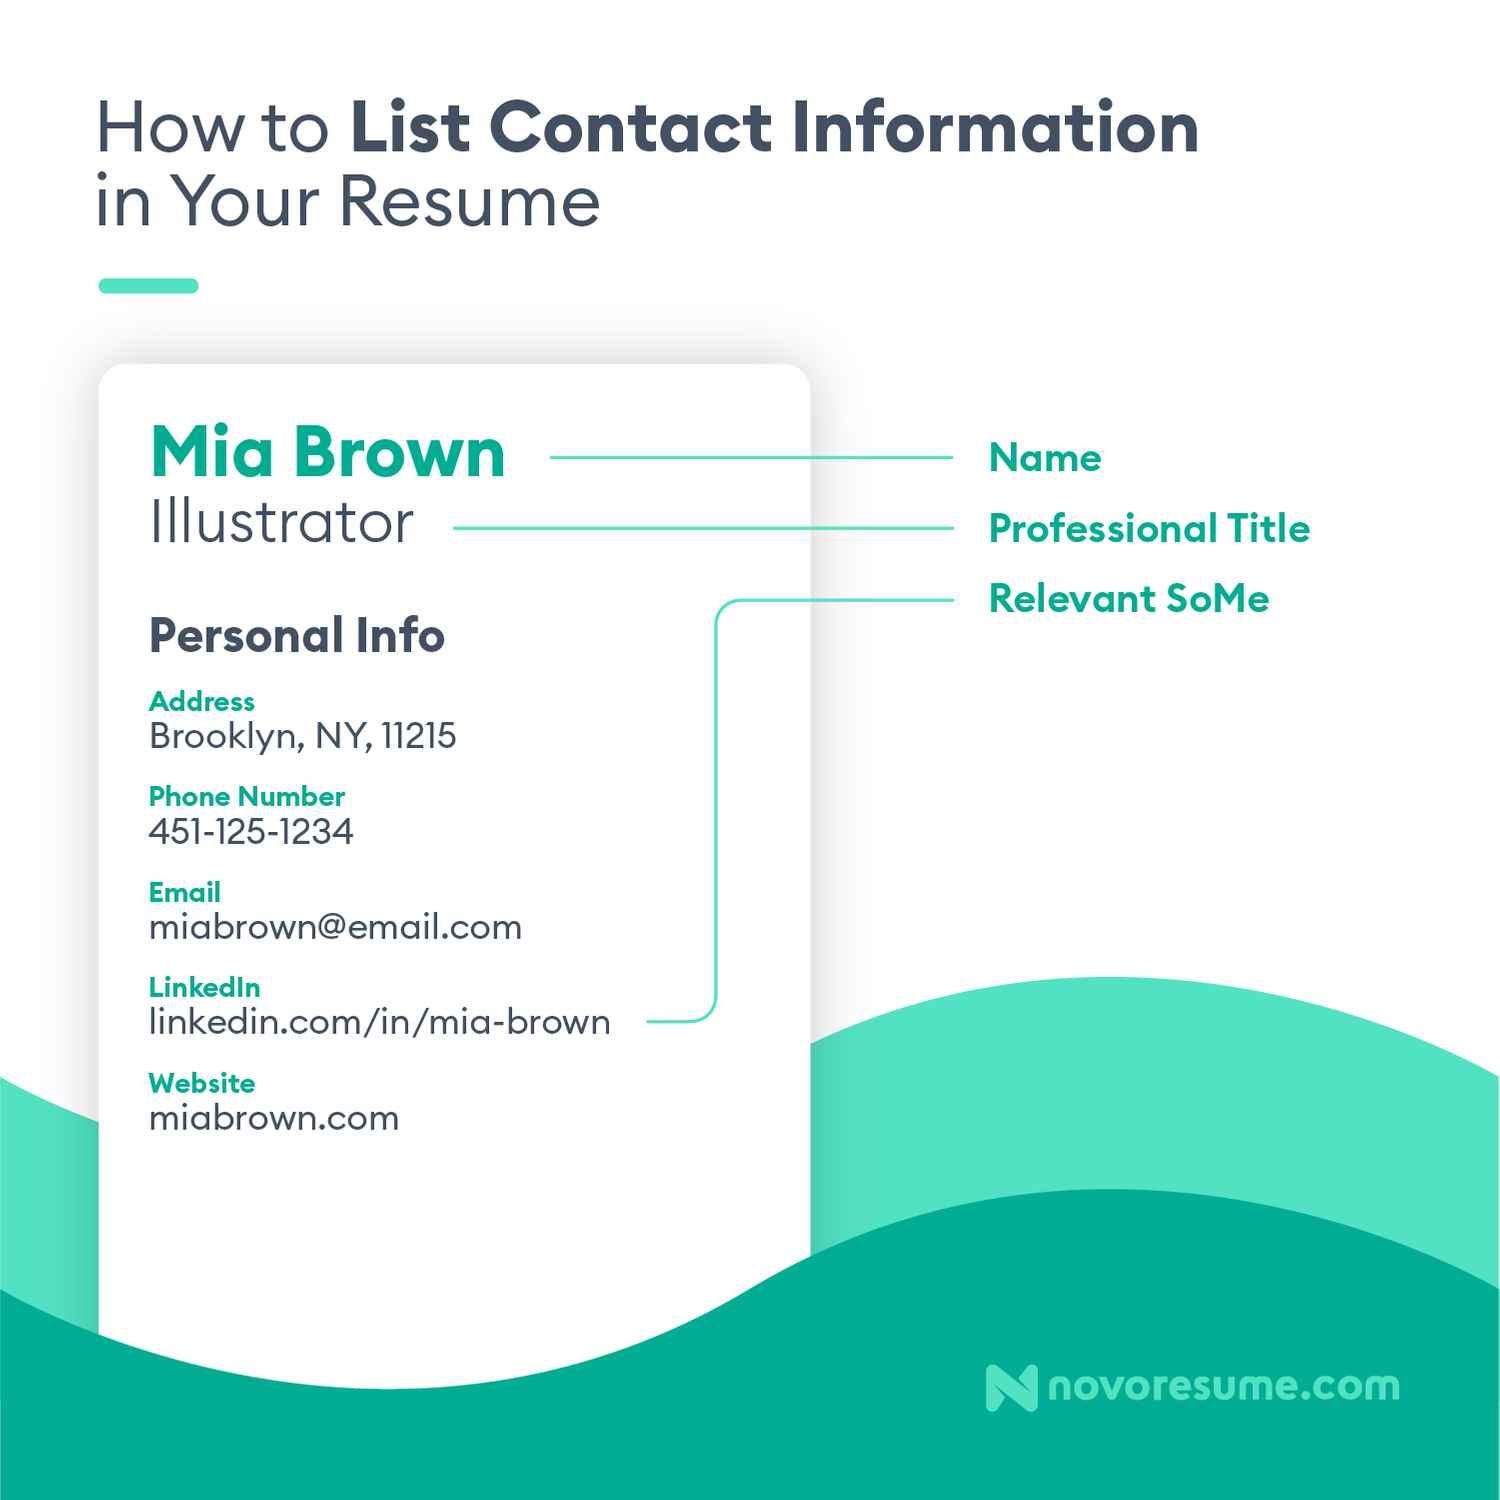 How to List Contact Information
in Your Resume
Mia Brown
Name
Illustrator
Professional Title
Relevant SoMe
Personal Info
Address
Brooklyn, NY, 11215
Phone Number
451-125-1234
Email
miabrown@email.com
LinkedIn
linkedin.com/in/mia-brown
Website
miabrown.com
novoresume.com